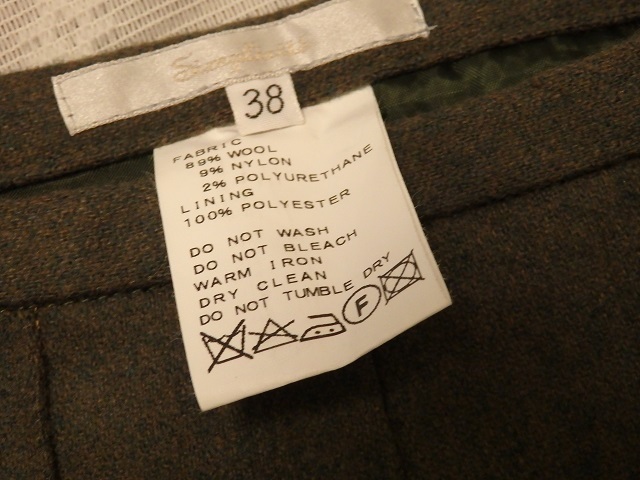 38
FABRIC
89% WOOL
9% NYLON
2% POLYURETHANE
LINING
100% POLYESTER
DO NOT WASH
DO NOT BLEACH
WARM IRON
DRY CLEAN
DO NOT TUMBLE DRY
F